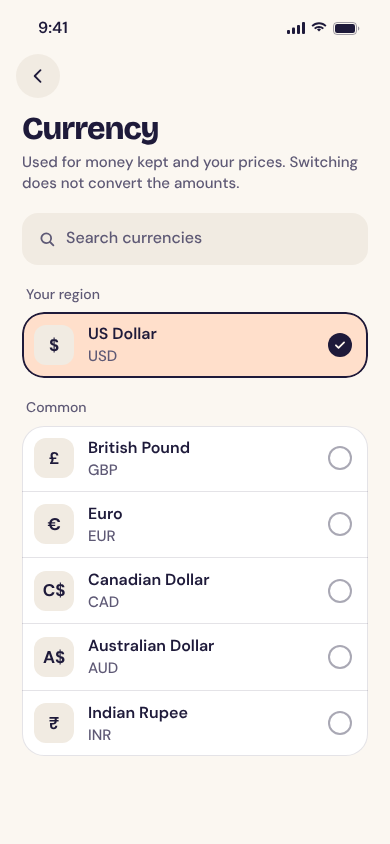 9:41
Currency
Used for money kept and your prices. Switching
does not convert the amounts.
Search currencies
Your region
$
US Dollar
USD
Common
£
British Pound
GBP
€
Euro
EUR
C$
Canadian Dollar
CAD
A$
Australian Dollar
AUD
₹
Indian Rupee
INR